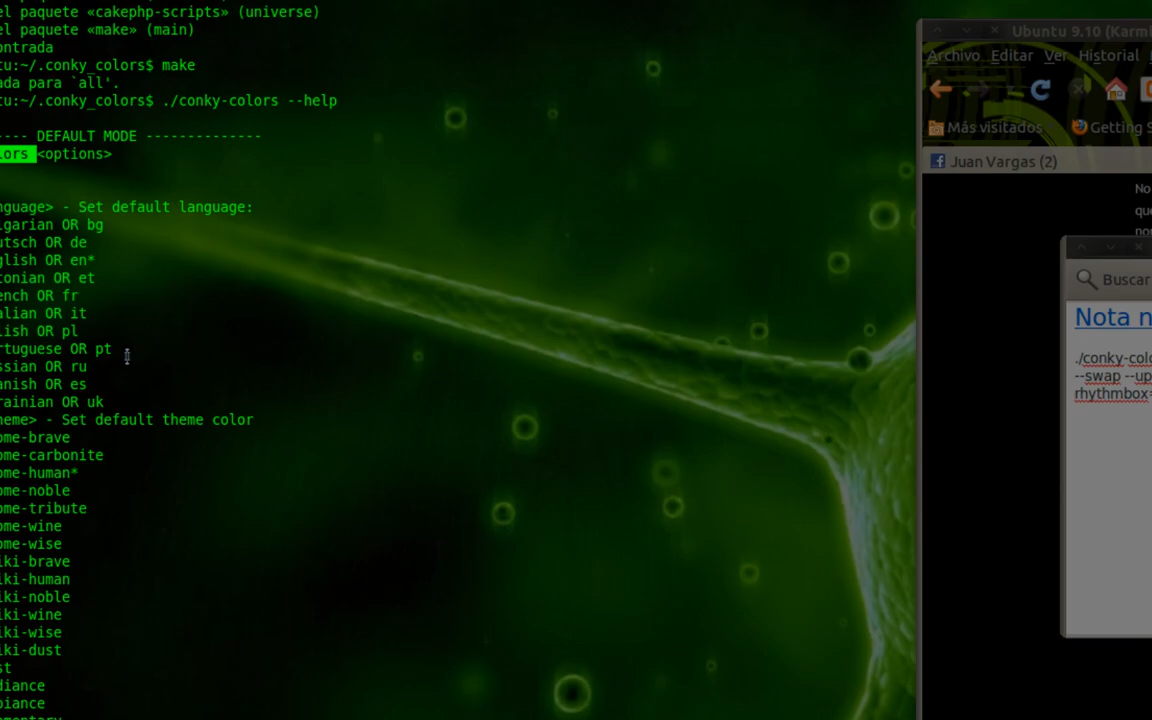 el paquete «cakephp-scripts» (universe)
el paquete «make» (main)
ontrada
tu:~/.conky_colors$ make
ada para `all'.
tu:~/.conky_colors$ ./conky-colors --help
---- DEFAULT MODE --------------
lors <options>
nguage> - Set default language:
lgarian OR bg
utsch OR de
glish OR en*
tonian OR et
ench OR fr
alian OR it
lish OR pl
rtuguese OR pt
ssian OR ru
anish OR es
rainian OR uk
heme> - Set default theme color
ome-brave
ome-carbonite
ome-human*
ome-noble
ome-tribute
ome-wine
ome-wise
iki-brave
iki-human
iki-noble
iki-wine
iki-wise
iki-dust
st
diance
biance
Ubuntu 9.10 (Karmi
Archivo Editar Ver Historial
Más visitados Getting S
Juan Vargas (2)
No
que
nor
Buscar
Nota n
./conky-colo
--swap --up
rhythmbox=